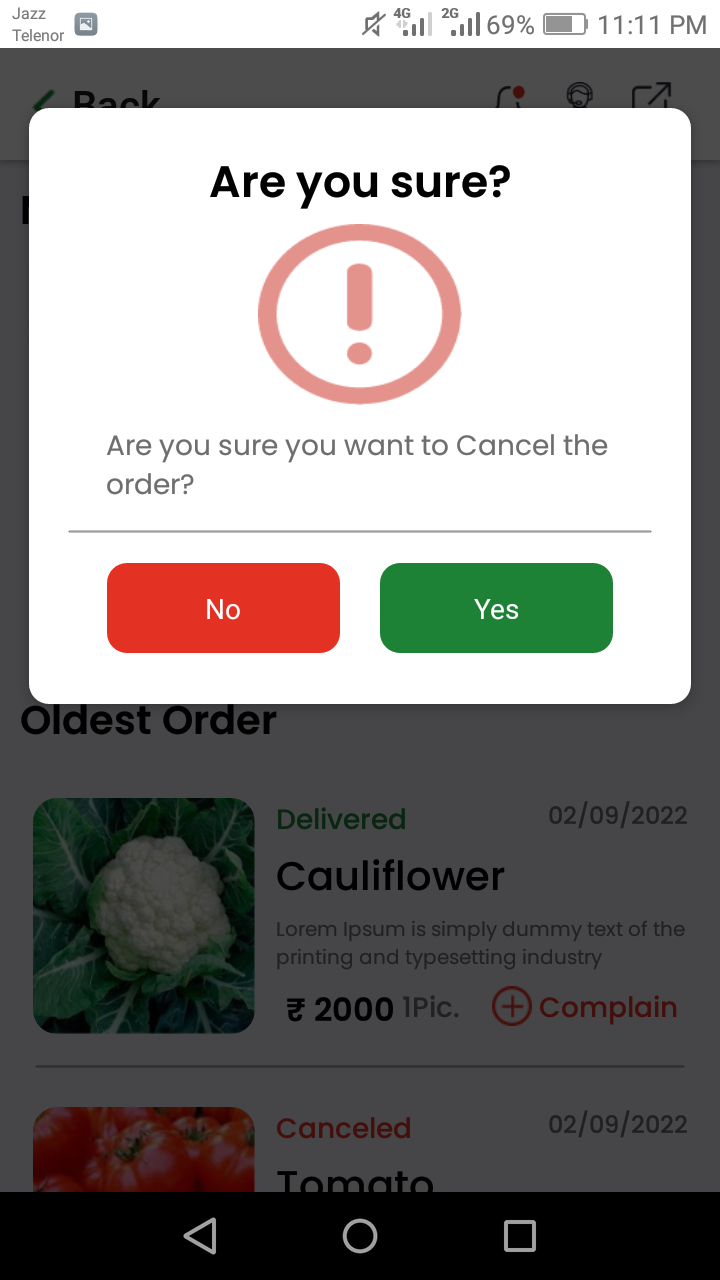 Jazz
Telenor
4G
2G
69%
11:11 PM
Back
Are you sure?
Are you sure you want to Cancel the
order?
No
Yes
Oldest Order
Delivered
02/09/2022
Cauliflower
Lorem Ipsum is simply dummy text of the
printing and typesetting industry
₹ 2000 1Pic.
Complain
Canceled
02/09/2022
Tomato